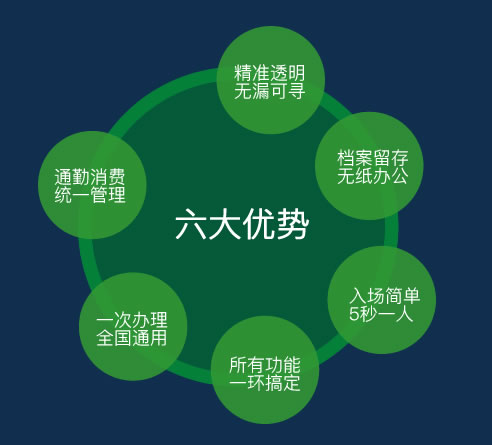 精准透明
无漏可寻
档案留存
无纸办公
通勤消费
统一管理
六大优势
入场简单
5秒一人
一次办理
全国通用
所有功能
一环搞定